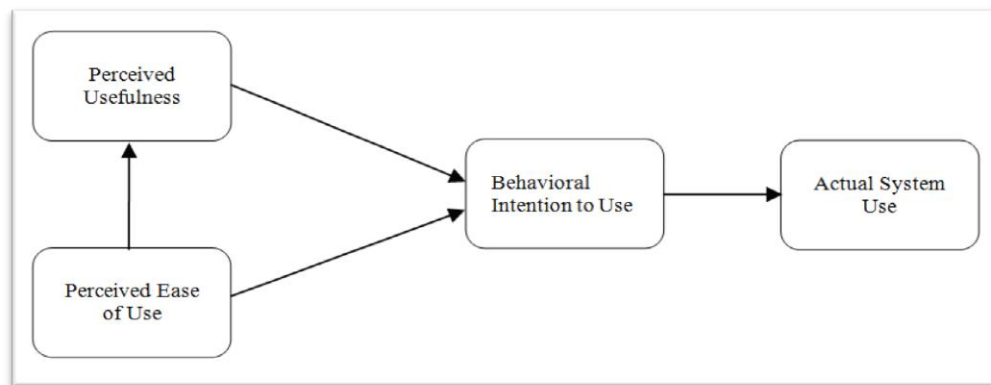 Perceived
Usefulness
Behavioral
Intention to Use
Actual System
Use
Perceived Ease
of Use